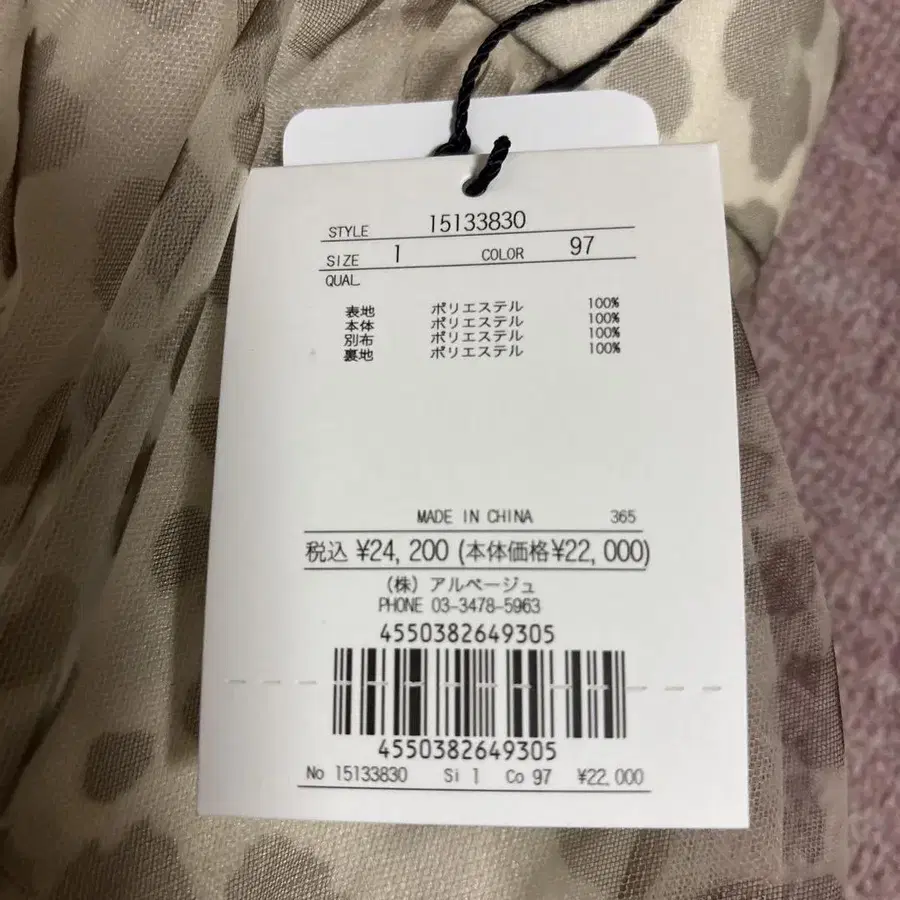 STYLE 15133830
SIZE 1 COLOR 97
QUAL.
表地 ポリエステル 100%
本体 ポリエステル 100%
別布 ポリエステル 100%
裏地 ポリエステル 100%
MADE IN CHINA 365
税込 ¥24,200 (本体価格¥22,000)
(株) アルページュ
PHONE 03-3478-5963
4550382649305
4550382649305
No 15133830 Si 1 Co 97 ¥22,000